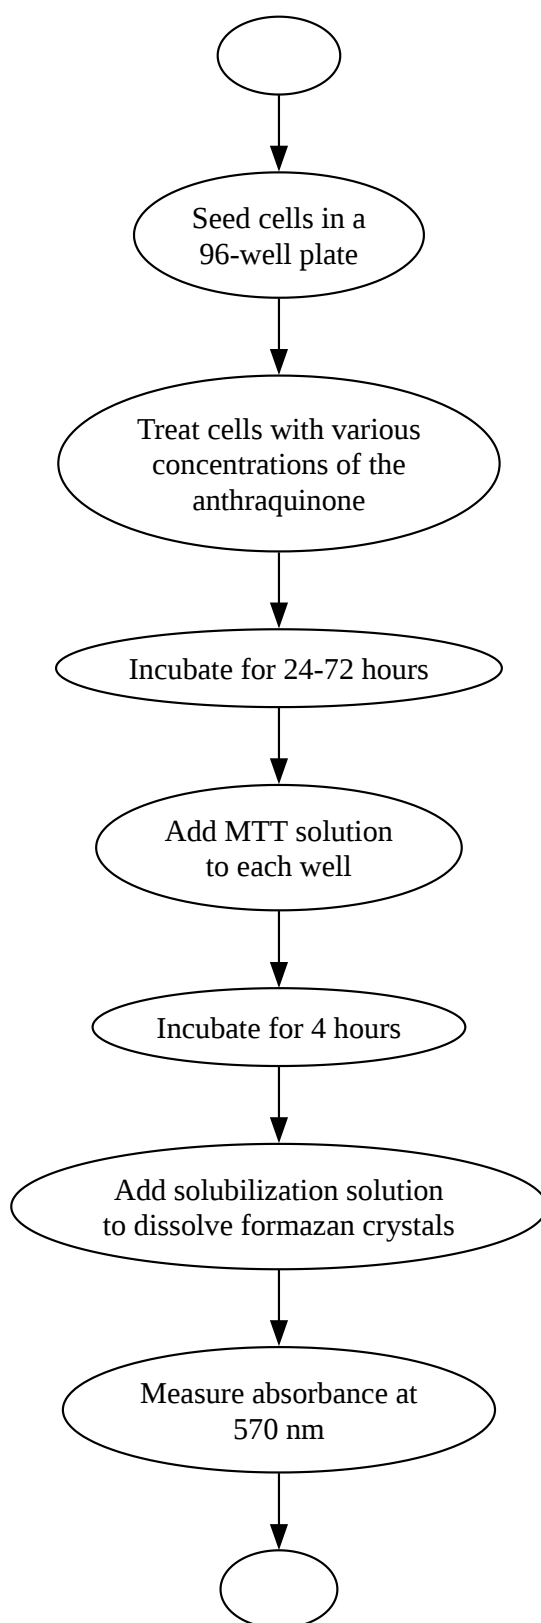 Seed cells in a
96-well plate
Treat cells with various
concentrations of the
anthraquinone
Incubate for 24-72 hours
Add MTT solution
to each well
Incubate for 4 hours
Add solubilization solution
to dissolve formazan crystals
Measure absorbance at
570 nm